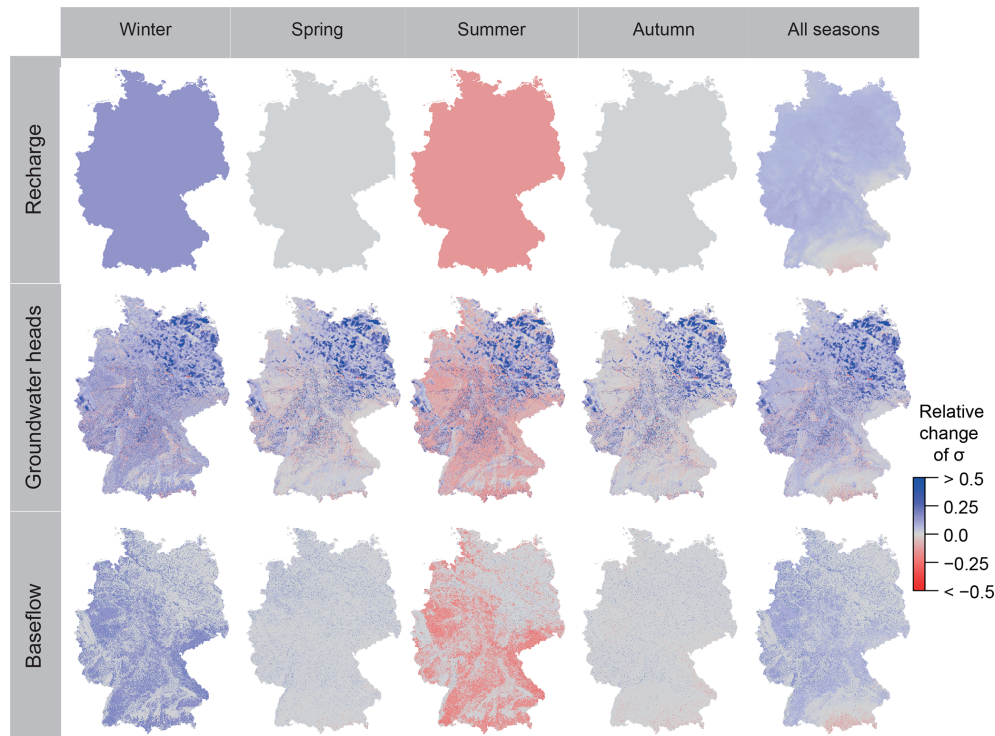 Winter
Spring
Summer
Autumn
All seasons
Recharge
Groundwater heads
Baseflow
Relative
change
of σ
> 0.5
0.25
0.0
−0.25
< −0.5